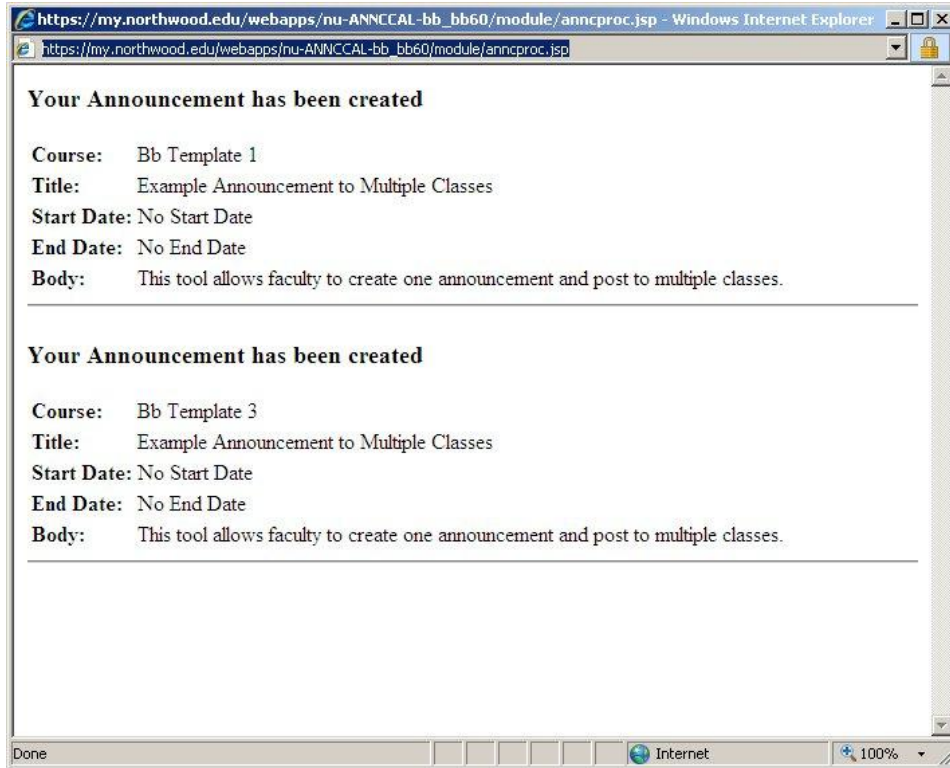 https://my.northwood.edu/webapps/nu-ANNCCAL-bb_bb60/module/anncproc.jsp - Windows Internet Explorer
https://my.northwood.edu/webapps/nu-ANNCCAL-bb_bb60/module/anncproc.jsp
Your Announcement has been created
Course: Bb Template 1
Title: Example Announcement to Multiple Classes
Start Date: No Start Date
End Date: No End Date
Body: This tool allows faculty to create one announcement and post to multiple classes.
Your Announcement has been created
Course: Bb Template 3
Title: Example Announcement to Multiple Classes
Start Date: No Start Date
End Date: No End Date
Body: This tool allows faculty to create one announcement and post to multiple classes.
Done Internet 100%